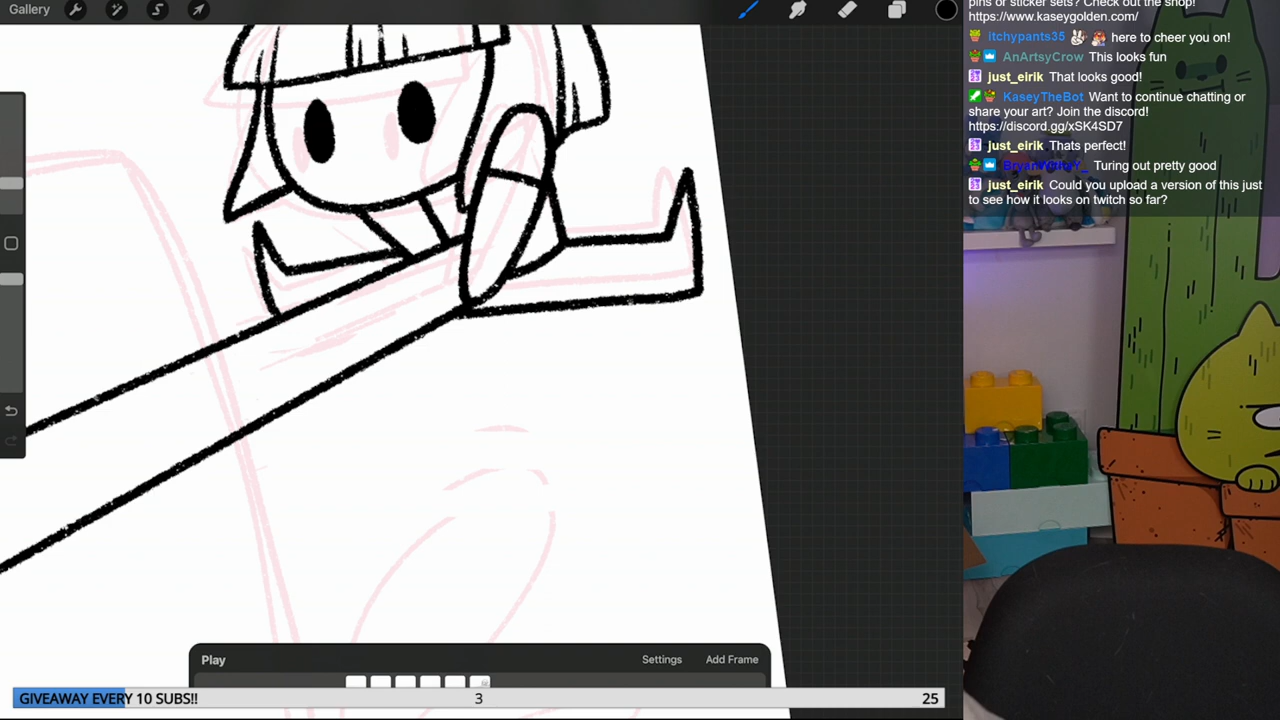 Gallery
pins or sticker sets? Check out the shop!
https://www.kaseygolden.com/
itchypants35 here to cheer you on!
AnArtsyCrow This looks fun
just_eirik That looks good!
KaseyTheBot Want to continue chatting or
share your art? Join the discord!
https://discord.gg/xSK4SD7
just_eirik Thats perfect!
Turing out pretty good
just_eirik Could you upload a version of this just
to see how it looks on twitch so far?
Play
Settings
Add Frame
GIVEAWAY EVERY 10 SUBS!!
3
25